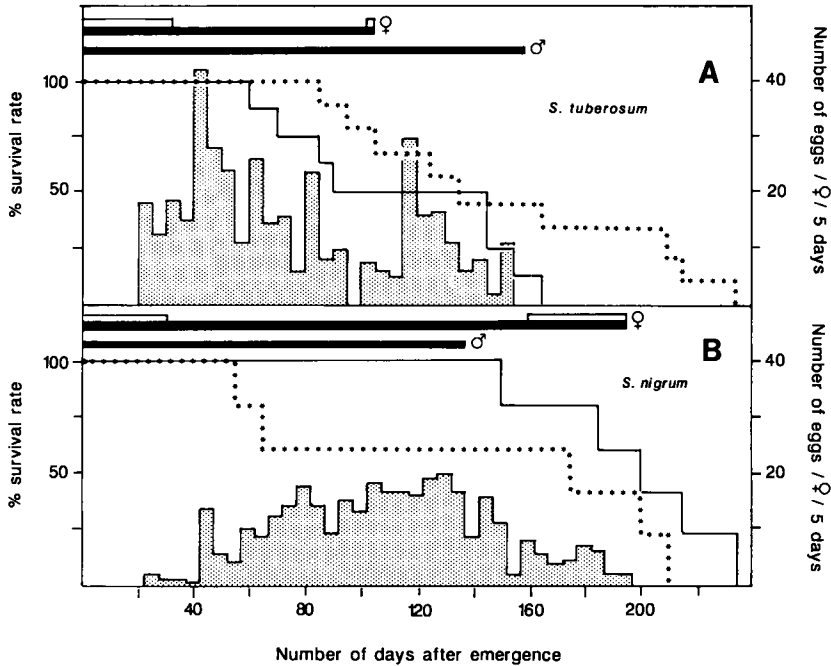 ♀
♂
A
S. tuberosum
100
50
% survival rate
40
20
Number of eggs / ♀ / 5 days
♀
♂
B
S. nigrum
100
50
% survival rate
40
20
Number of eggs / ♀ / 5 days
40 80 120 160 200
Number of days after emergence